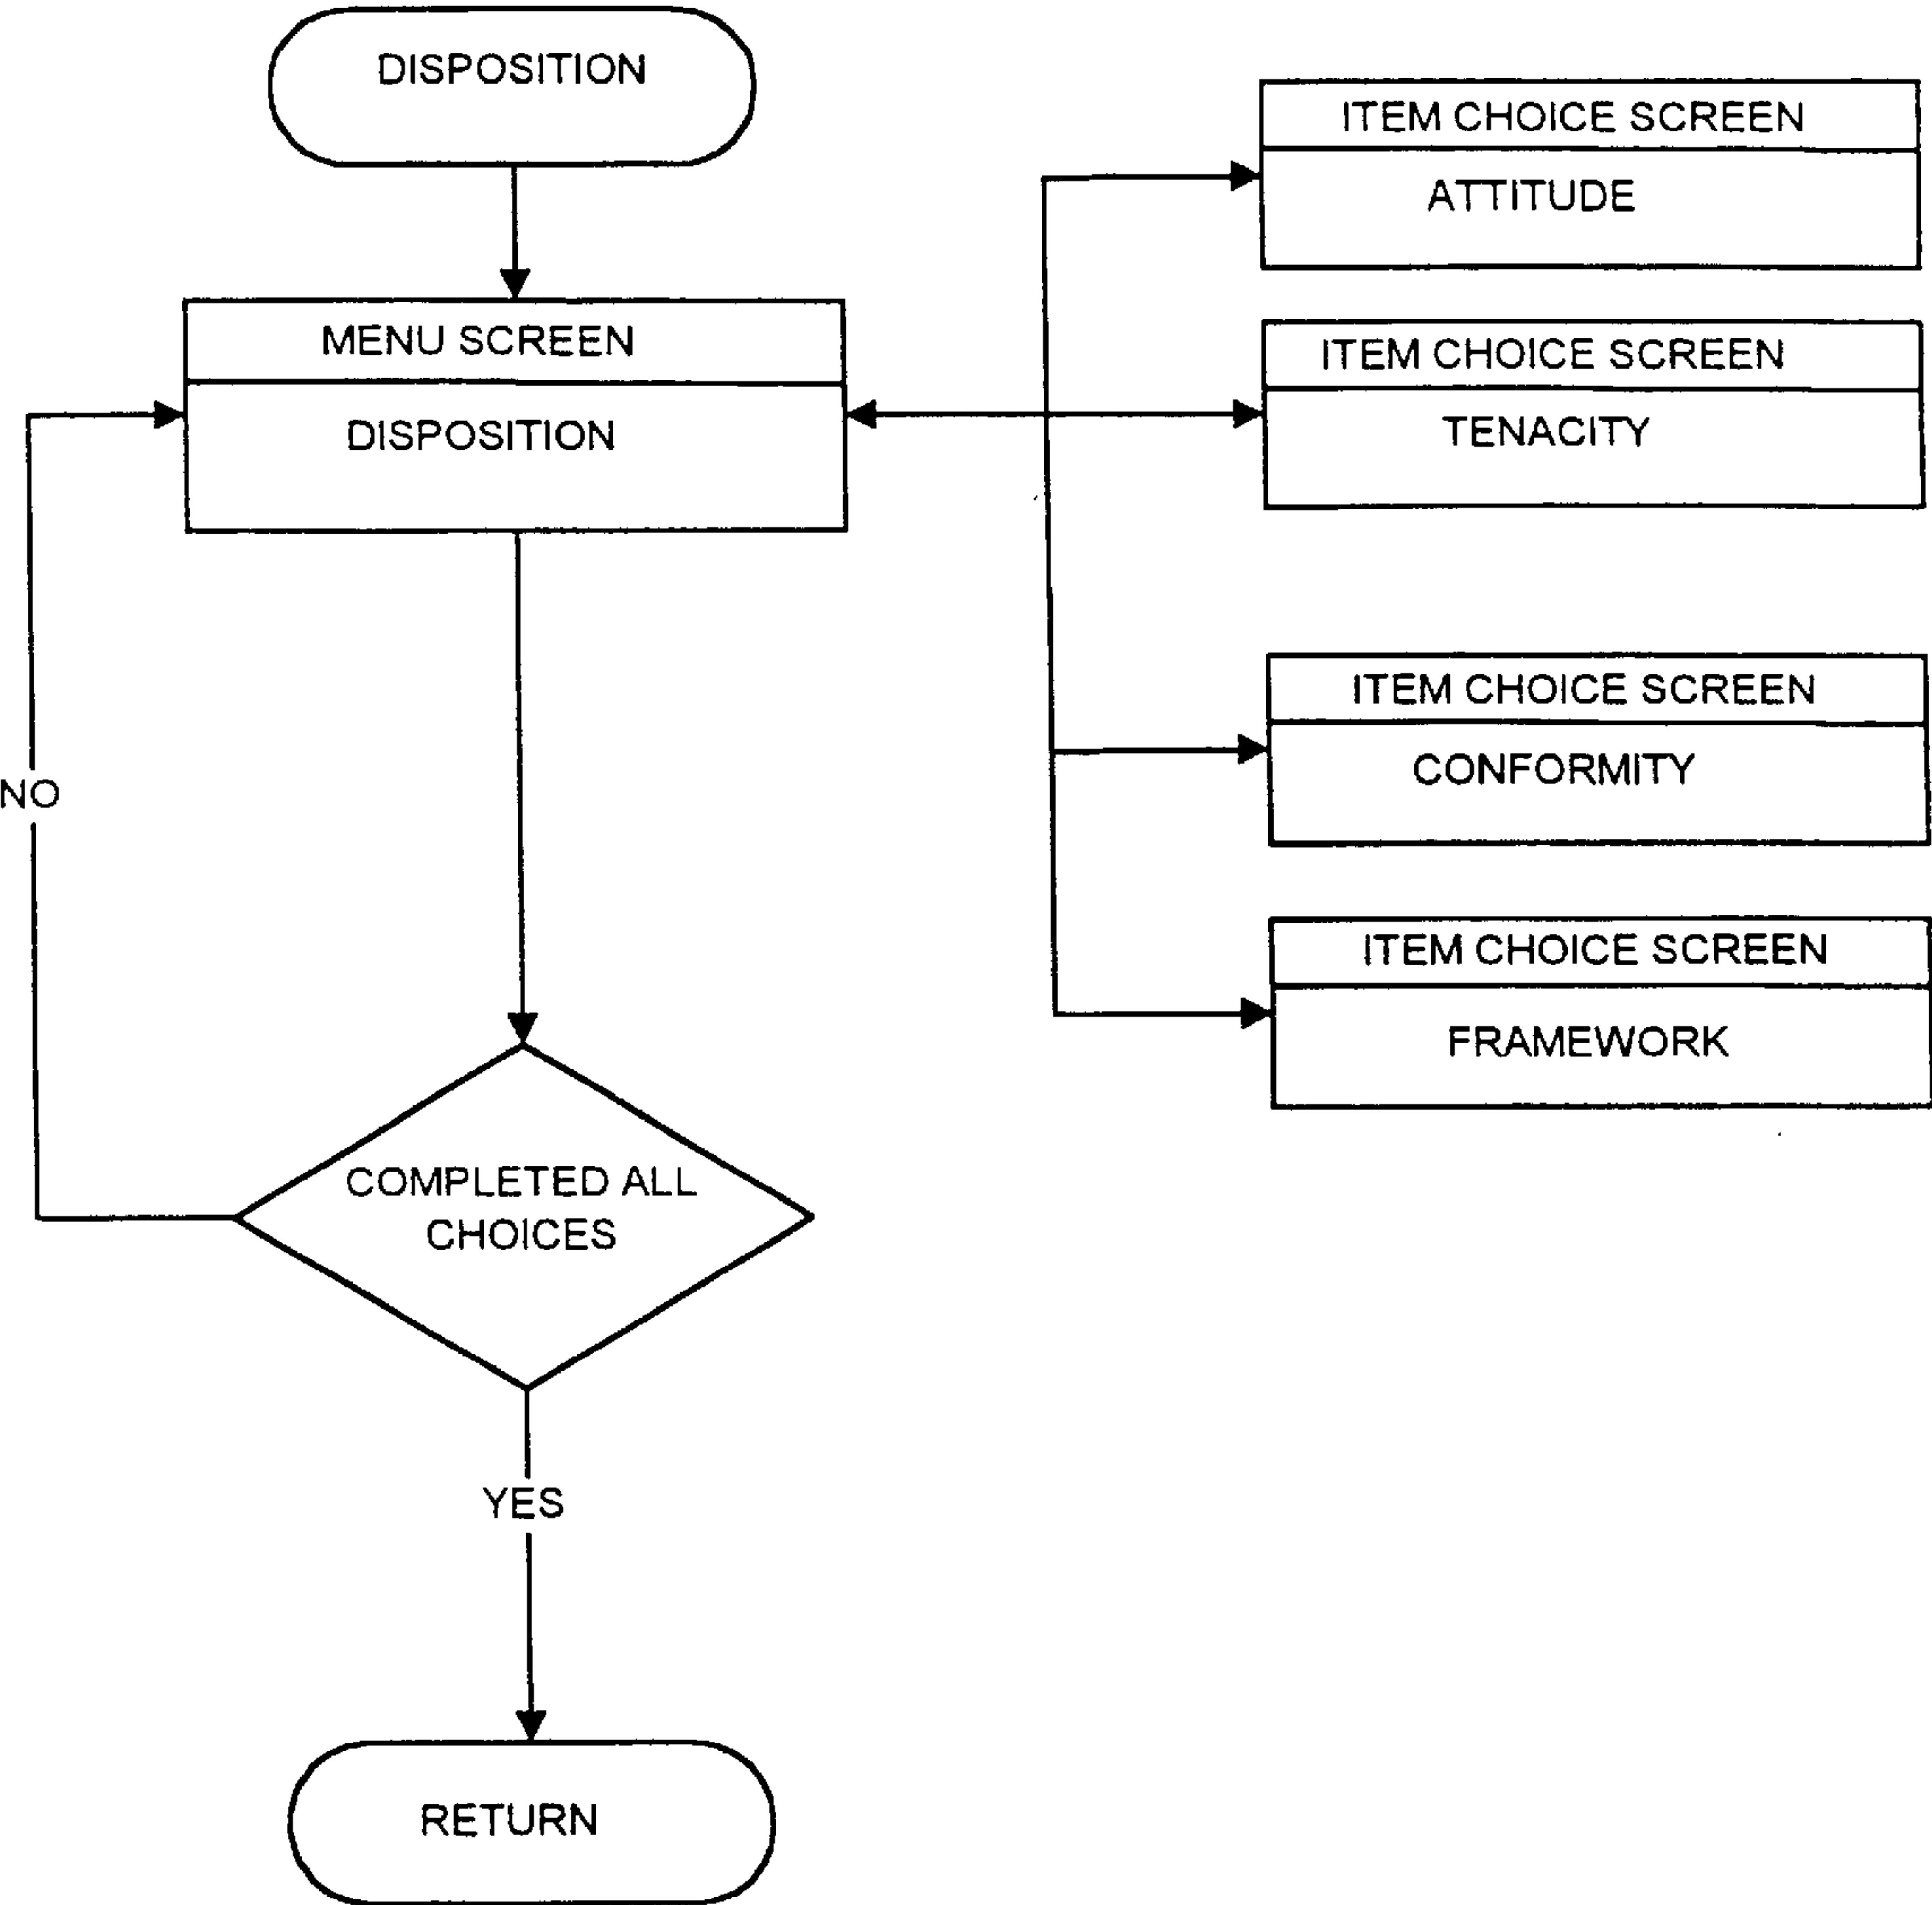 DISPOSITION
MENU SCREEN
DISPOSITION
ITEM CHOICE SCREEN
ATTITUDE
ITEM CHOICE SCREEN
TENACITY
ITEM CHOICE SCREEN
CONFORMITY
ITEM CHOICE SCREEN
FRAMEWORK
NO
COMPLETED ALL
CHOICES
YES
RETURN